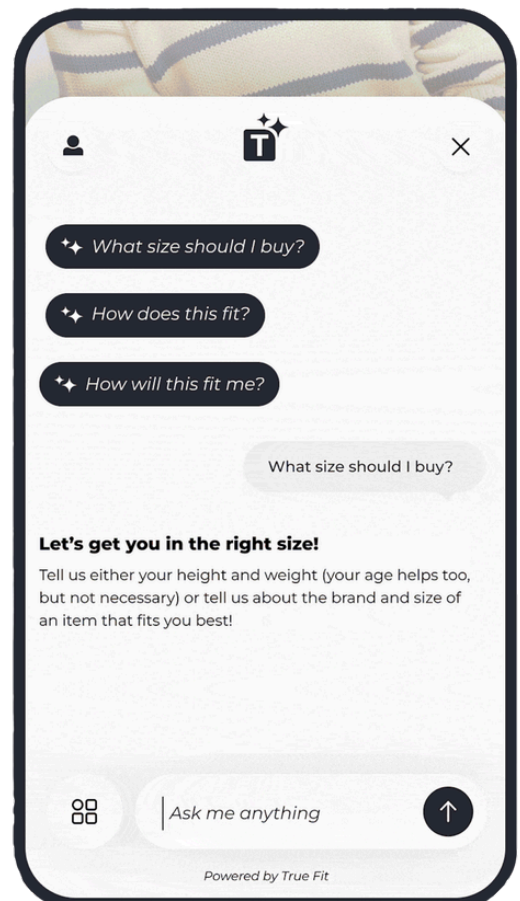 T
What size should I buy?
How does this fit?
How will this fit me?
What size should I buy?
Let’s get you in the right size!
Tell us either your height and weight (your age helps too,
but not necessary) or tell us about the brand and size of
an item that fits you best!
Ask me anything
Powered by True Fit